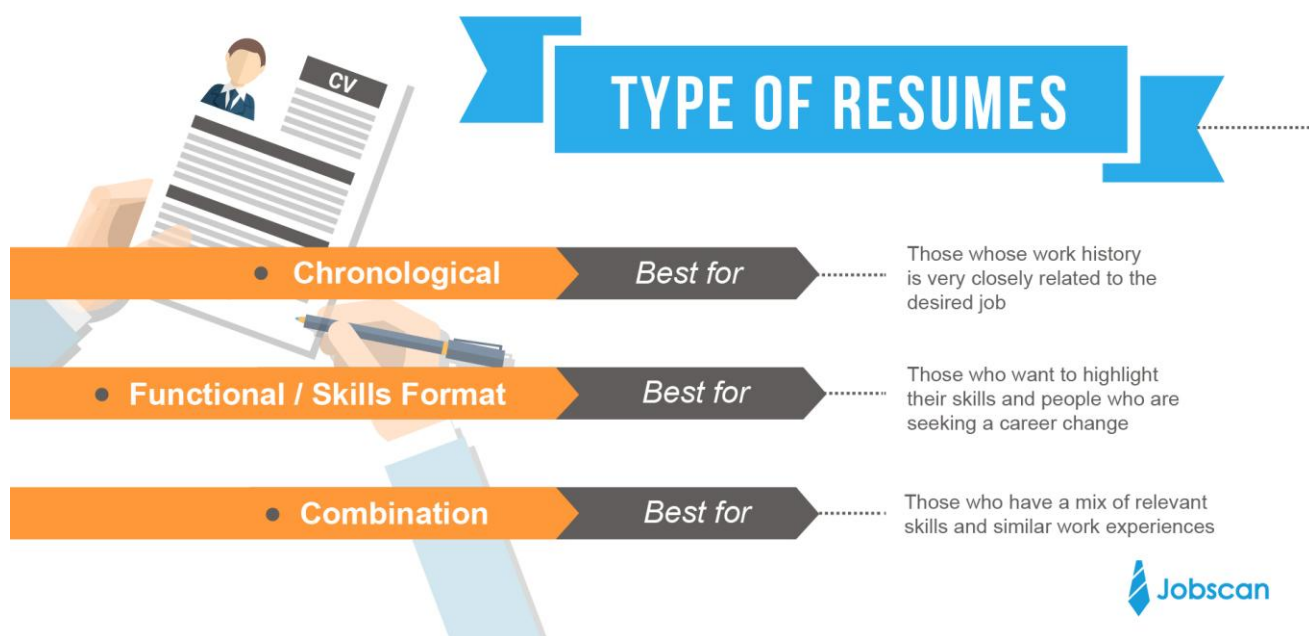 CV
TYPE OF RESUMES
Chronological
Best for
Those whose work history
is very closely related to the
desired job
Functional / Skills Format
Best for
Those who want to highlight
their skills and people who are
seeking a career change
Combination
Best for
Those who have a mix of relevant
skills and similar work experiences
Jobscan